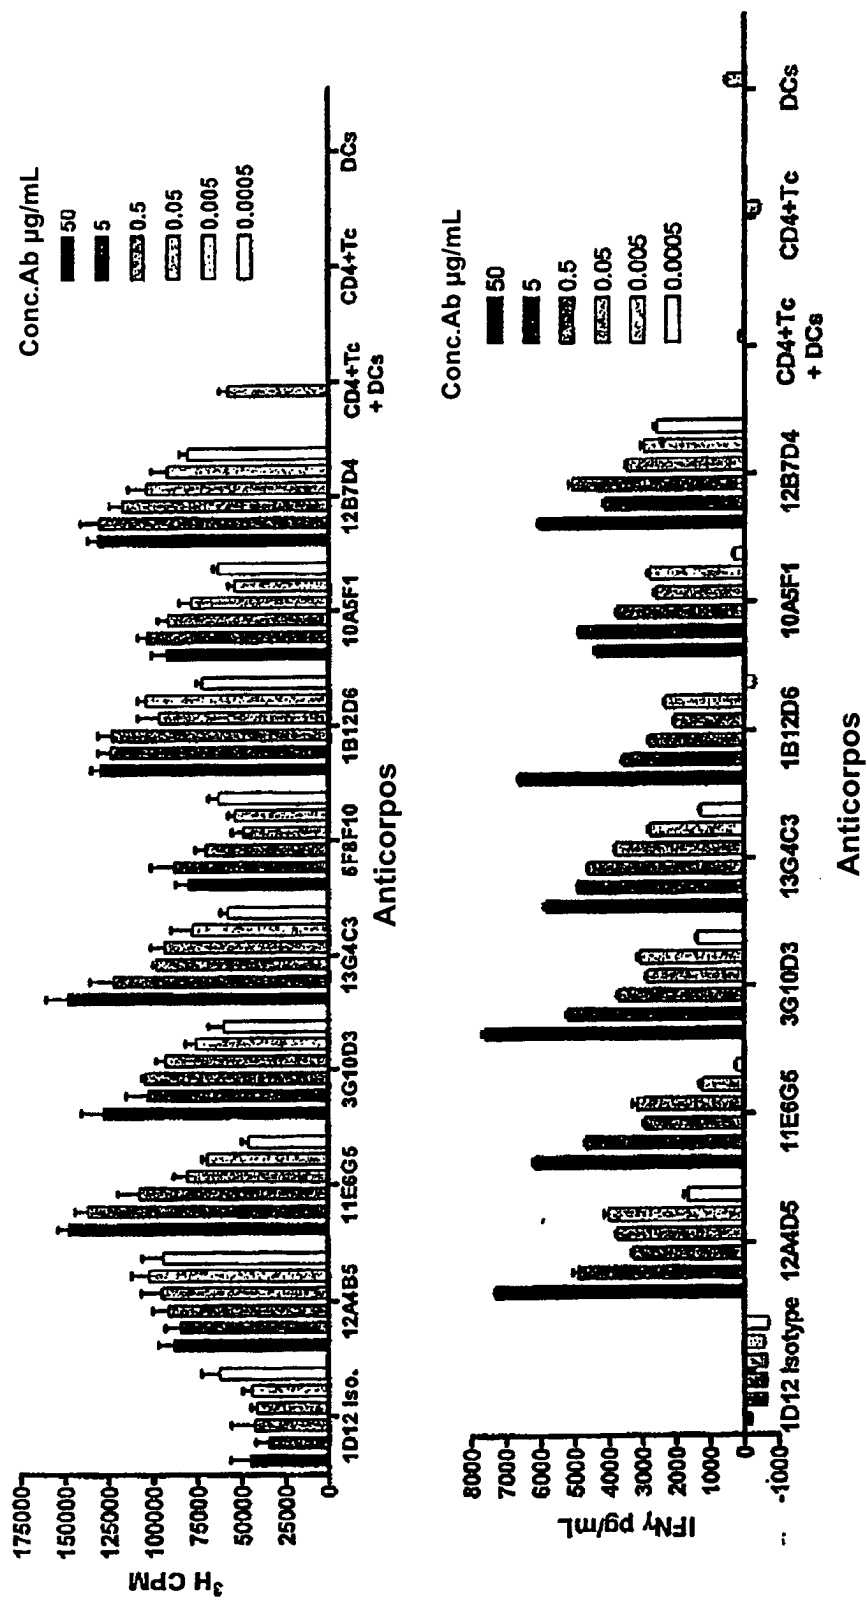 Conc.Ab µg/mL
50
5
0.5
0.05
0.005
0.0005
175000
150000
125000
100000
75000
50000
25000
0
³H CPM
1D12 Iso.
12A4B5
11E6G5
3G10D3
13G4C3
6F8F10
1B12D6
10A5F1
12B7D4
CD4+Tc
+ DCs
CD4+Tc
DCs
Anticorpos
Conc.Ab µg/mL
50
5
0.5
0.05
0.005
0.0005
8000
7000
6000
5000
4000
3000
2000
1000
0
-1000
IFNγ pg/mL
1D12 Isotype
12A4D5
11E6G5
3G10D3
13G4C3
1B12D6
10A5F1
12B7D4
CD4+Tc
+ DCs
CD4+Tc
DCs
Anticorpos